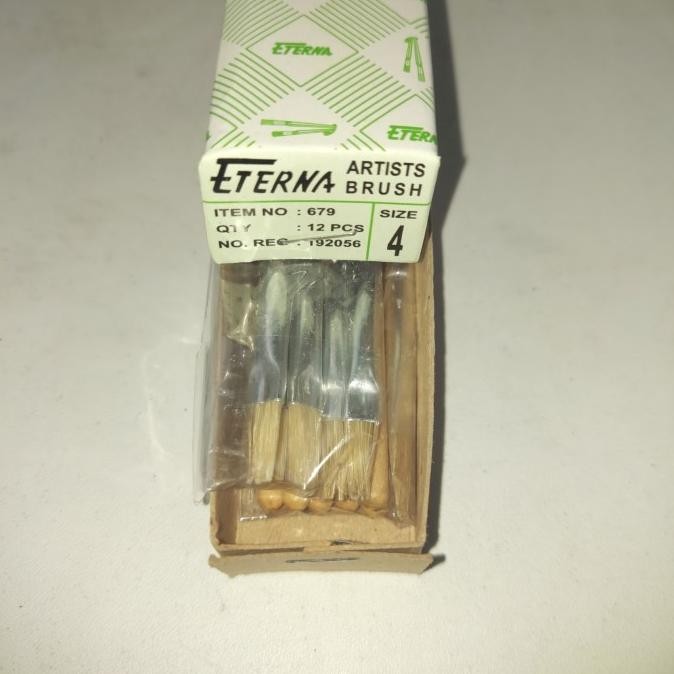 ETERNA
ETERNA
ETERNA ARTISTS
BRUSH
ITEM NO : 679
SIZE
QTY : 12 PCS
4
NO. REG : 192056